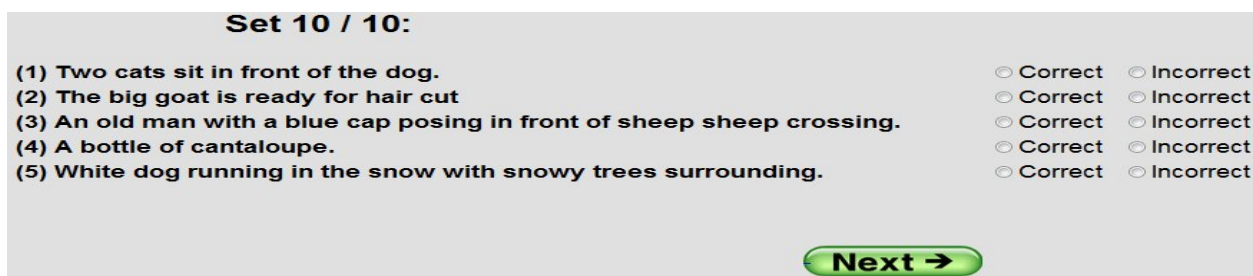 Set 10 / 10:
(1) Two cats sit in front of the dog. Correct Incorrect
(2) The big goat is ready for hair cut Correct Incorrect
(3) An old man with a blue cap posing in front of sheep sheep crossing. Correct Incorrect
(4) A bottle of cantaloupe. Correct Incorrect
(5) White dog running in the snow with snowy trees surrounding. Correct Incorrect
Next →